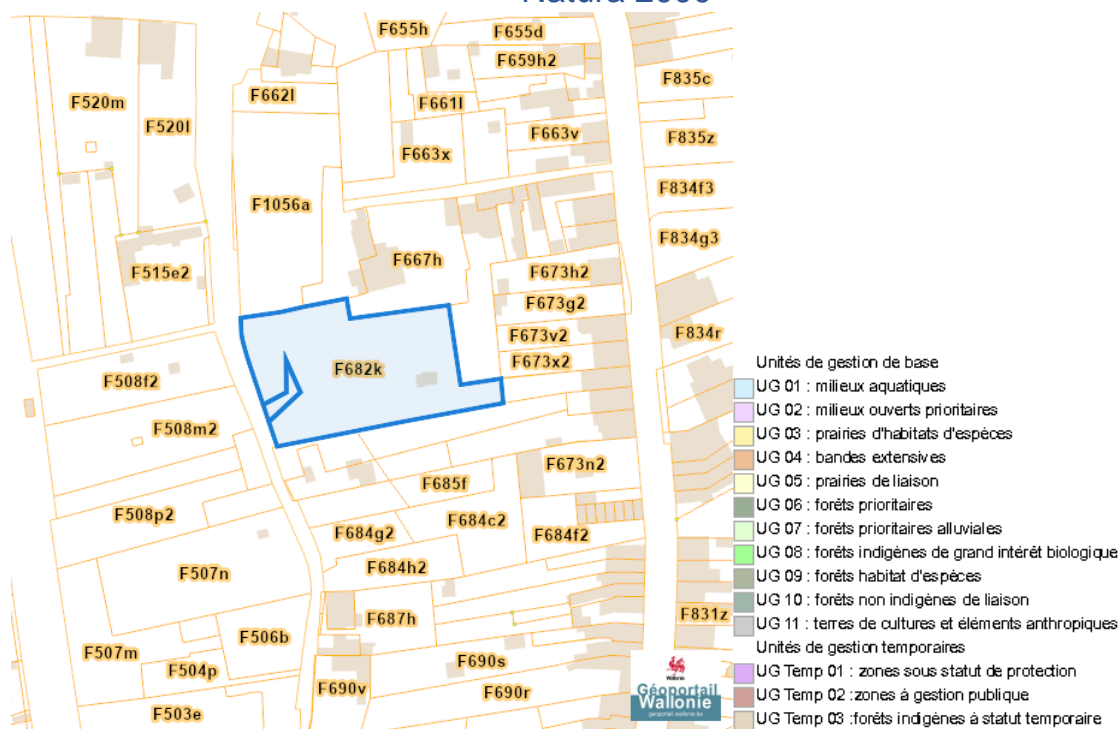 Natura 2000
F655h
F655d
F659h2
F835c
F520m
F662l
F661l
F520l
F663v
F835z
F663x
F834f3
F1056a
F834g3
F667h
F515e2
F673h2
F673g2
F673v2
F834r
F673x2
F682k
F508f2
F508m2
F673n2
F685f
F508p2
F684c2
F684g2
F684f2
F507n
F684h2
F687h
F831z
F506b
F507m
F504p
F690s
F690v
F690r
F503e
Wallonie
Géoportail
Wallonie
geoportail.wallonie.be
Unités de gestion de base
UG 01 : milieux aquatiques
UG 02 : milieux ouverts prioritaires
UG 03 : prairies d'habitats d'espèces
UG 04 : bandes extensives
UG 05 : prairies de liaison
UG 06 : forêts prioritaires
UG 07 : forêts prioritaires alluviales
UG 08 : forêts indigènes de grand intérêt biologique
UG 09 : forêts habitat d'espèces
UG 10 : forêts non indigènes de liaison
UG 11 : terres de cultures et éléments anthropiques
Unités de gestion temporaires
UG Temp 01 : zones sous statut de protection
UG Temp 02 :zones à gestion publique
UG Temp 03 :forêts indigènes à statut temporaire